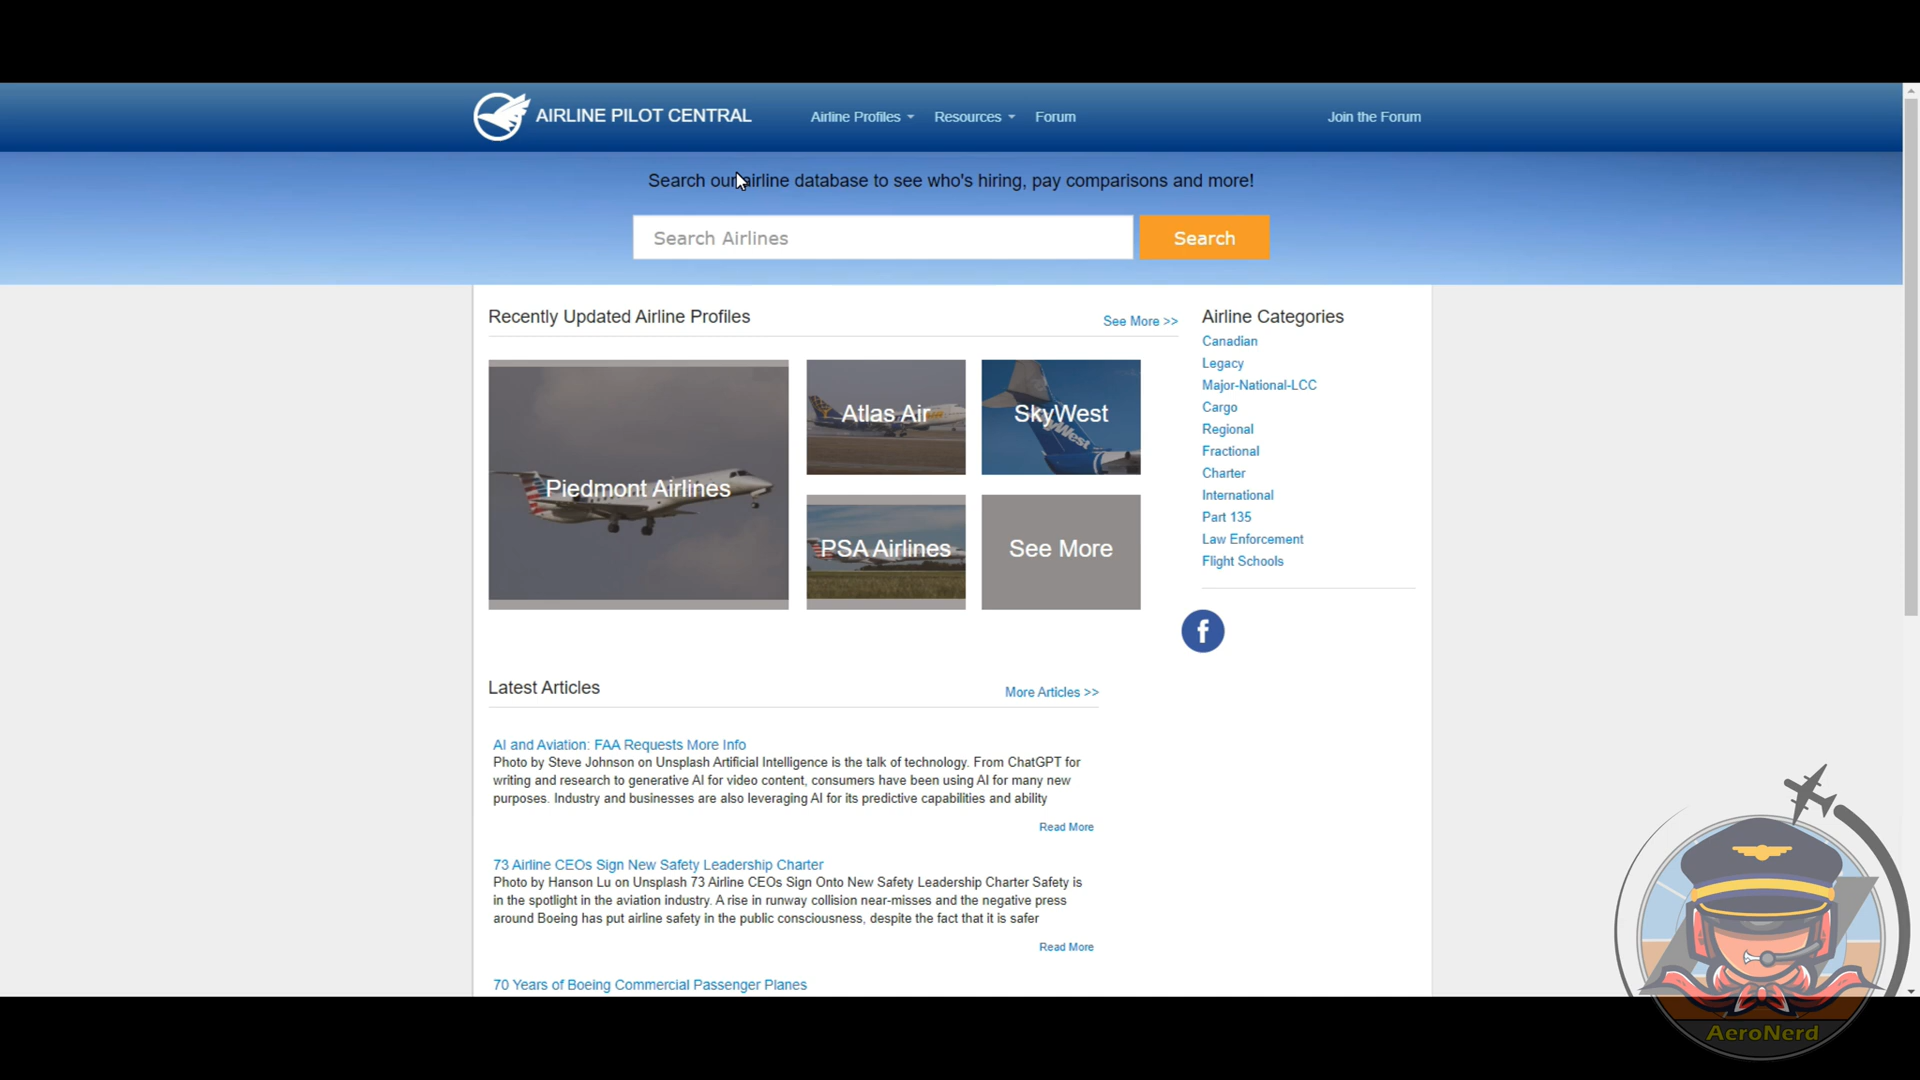 AIRLINE PILOT CENTRAL
Airline Profiles
Resources
Forum
Join the Forum
Search our airline database to see who's hiring, pay comparisons and more!
Search Airlines
Search
Recently Updated Airline Profiles
See More >>
Piedmont Airlines
Atlas Air
SkyWest
SkyWest
PSA Airlines
See More
Airline Categories
Canadian
Legacy
Major-National-LCC
Cargo
Regional
Fractional
Charter
International
Part 135
Law Enforcement
Flight Schools
f
Latest Articles
More Articles >>
AI and Aviation: FAA Requests More Info
Photo by Steve Johnson on Unsplash Artificial Intelligence is the talk of technology. From ChatGPT for
writing and research to generative AI for video content, consumers have been using AI for many new
purposes. Industry and businesses are also leveraging AI for its predictive capabilities and ability
Read More
73 Airline CEOs Sign New Safety Leadership Charter
Photo by Hanson Lu on Unsplash 73 Airline CEOs Sign Onto New Safety Leadership Charter Safety is
in the spotlight in the aviation industry. A rise in runway collision near-misses and the negative press
around Boeing has put airline safety in the public consciousness, despite the fact that it is safer
Read More
70 Years of Boeing Commercial Passenger Planes
AeroNerd